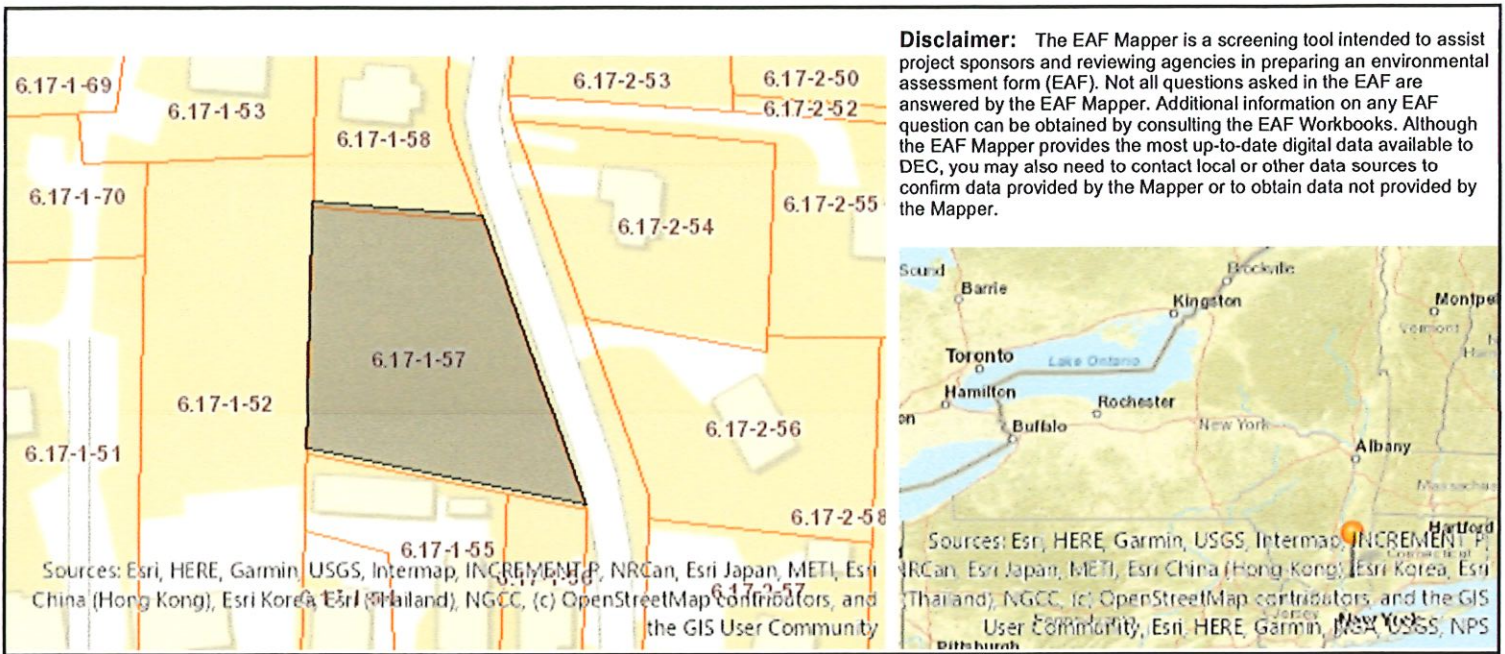 Disclaimer: The EAF Mapper is a screening tool intended to assist
project sponsors and reviewing agencies in preparing an environmental
assessment form (EAF). Not all questions asked in the EAF are
answered by the EAF Mapper. Additional information on any EAF
question can be obtained by consulting the EAF Workbooks. Although
the EAF Mapper provides the most up-to-date digital data available to
DEC, you may also need to contact local or other data sources to
confirm data provided by the Mapper or to obtain data not provided by
the Mapper.
6.17-1-69
6.17-1-53
6.17-1-58
6.17-2-53
6.17-2-50
6.17-2-52
6.17-1-70
6.17-2-54
6.17-2-55
6.17-1-57
6.17-1-52
6.17-2-56
6.17-1-51
6.17-2-58
6.17-1-55
6.17-2-57
Sources: Esri, HERE, Garmin, USGS, Intermap, INCREMENT P, NRCan, Esri Japan, METI, Esri
China (Hong Kong), Esri Korea, Esri (Thailand), NGCC, (c) OpenStreetMap contributors, and
the GIS User Community
Sound
Barrie
Brockville
Kingston
Montpel
Vermont
Toronto
Lake Ontario
Hamilton
Rochester
Buffalo
New York
Albany
Massachus
Hartford
Connecticut
Sources: Esri, HERE, Garmin, USGS, Intermap, INCREMENT P,
NRCan, Esri Japan, METI, Esri China (Hong Kong), Esri Korea, Esri
(Thailand), NGCC, (c) OpenStreetMap contributors, and the GIS
User Community, Esri, HERE, Garmin, NGA, USGS, NPS
New York
Pittsburgh